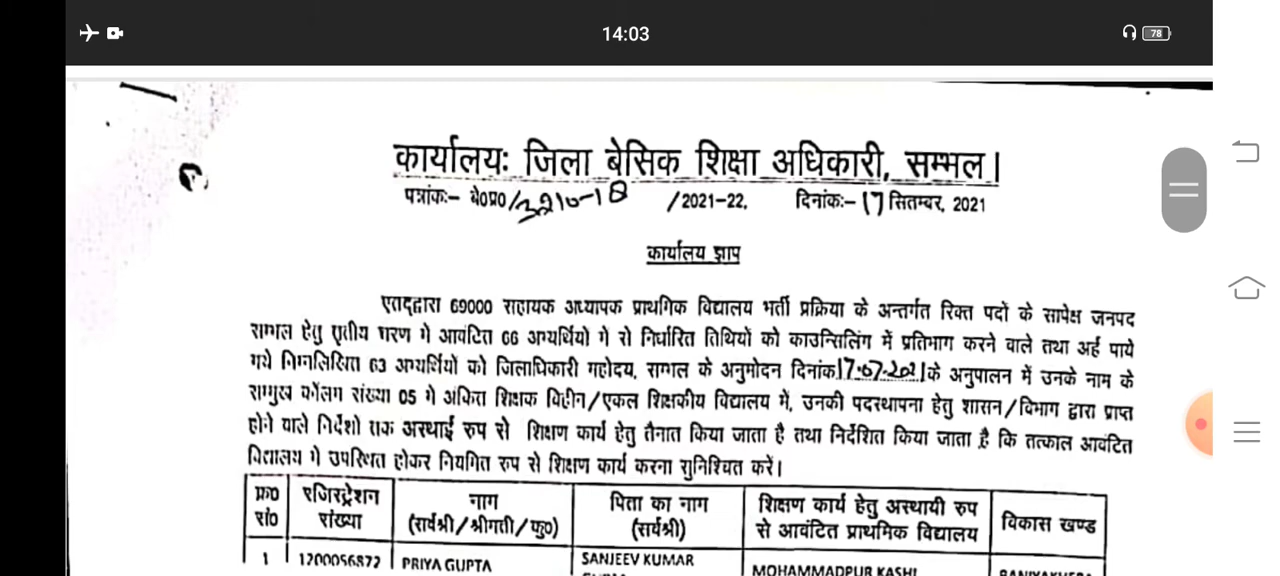 14:03
78
कार्यालयः जिला बेसिक शिक्षा अधिकारी, सम्भल।
पत्रांकः- बे०प्र०/ /2021-22, दिनांकः- 17 सितम्बर, 2021
कार्यालय ज्ञाप
एतद्द्वारा 69000 सहायक अध्यापक प्राथमिक विद्यालय भर्ती प्रक्रिया के अन्तर्गत रिक्त पदों के सापेक्ष जनपद
सम्भल हेतु तृतीय चरण मे आवंटित 66 अभ्यर्थियों मे से निर्धारित तिथियों को काउन्सिलिंग में प्रतिभाग करने वाले तथा अर्ह पाये
गये निम्नलिखित 63 अभ्यर्थियों को जिलाधिकारी महोदय, सम्भल के अनुमोदन दिनांक 17.07.2021 के अनुपालन में उनके नाम के
सम्मुख कॉलम संख्या 05 मे अंकित शिक्षक विहीन/एकल शिक्षकीय विद्यालय में, उनकी पदस्थापना हेतु शासन/विभाग द्वारा प्राप्त
होने वाले निर्देशो तक अस्थाई रुप से शिक्षण कार्य हेतु तैनात किया जाता है तथा निर्देशित किया जाता है कि तत्काल आवंटित
विद्यालय मे उपस्थित होकर नियमित रुप से शिक्षण कार्य करना सुनिश्चित करें।
क्र० सं० रजिस्ट्रेशन संख्या नाम (सर्वश्री/श्रीमती/कु०) पिता का नाम (सर्वश्री) शिक्षण कार्य हेतु अस्थायी रुप से आवंटित प्राथमिक विद्यालय विकास खण्ड
1 1200056872 PRIYA GUPTA SANJEEV KUMAR MOHAMMADPUR KASHI BANIYAKHERA